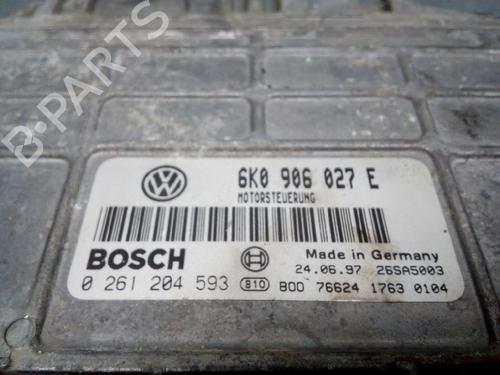 6K0 906 027 E
MOTORSTEUERUNG
BOSCH
Made in Germany
24.06.97 26SA5003
0 261 204 593 B10 B00 76624 1763 0104
B-PARTS